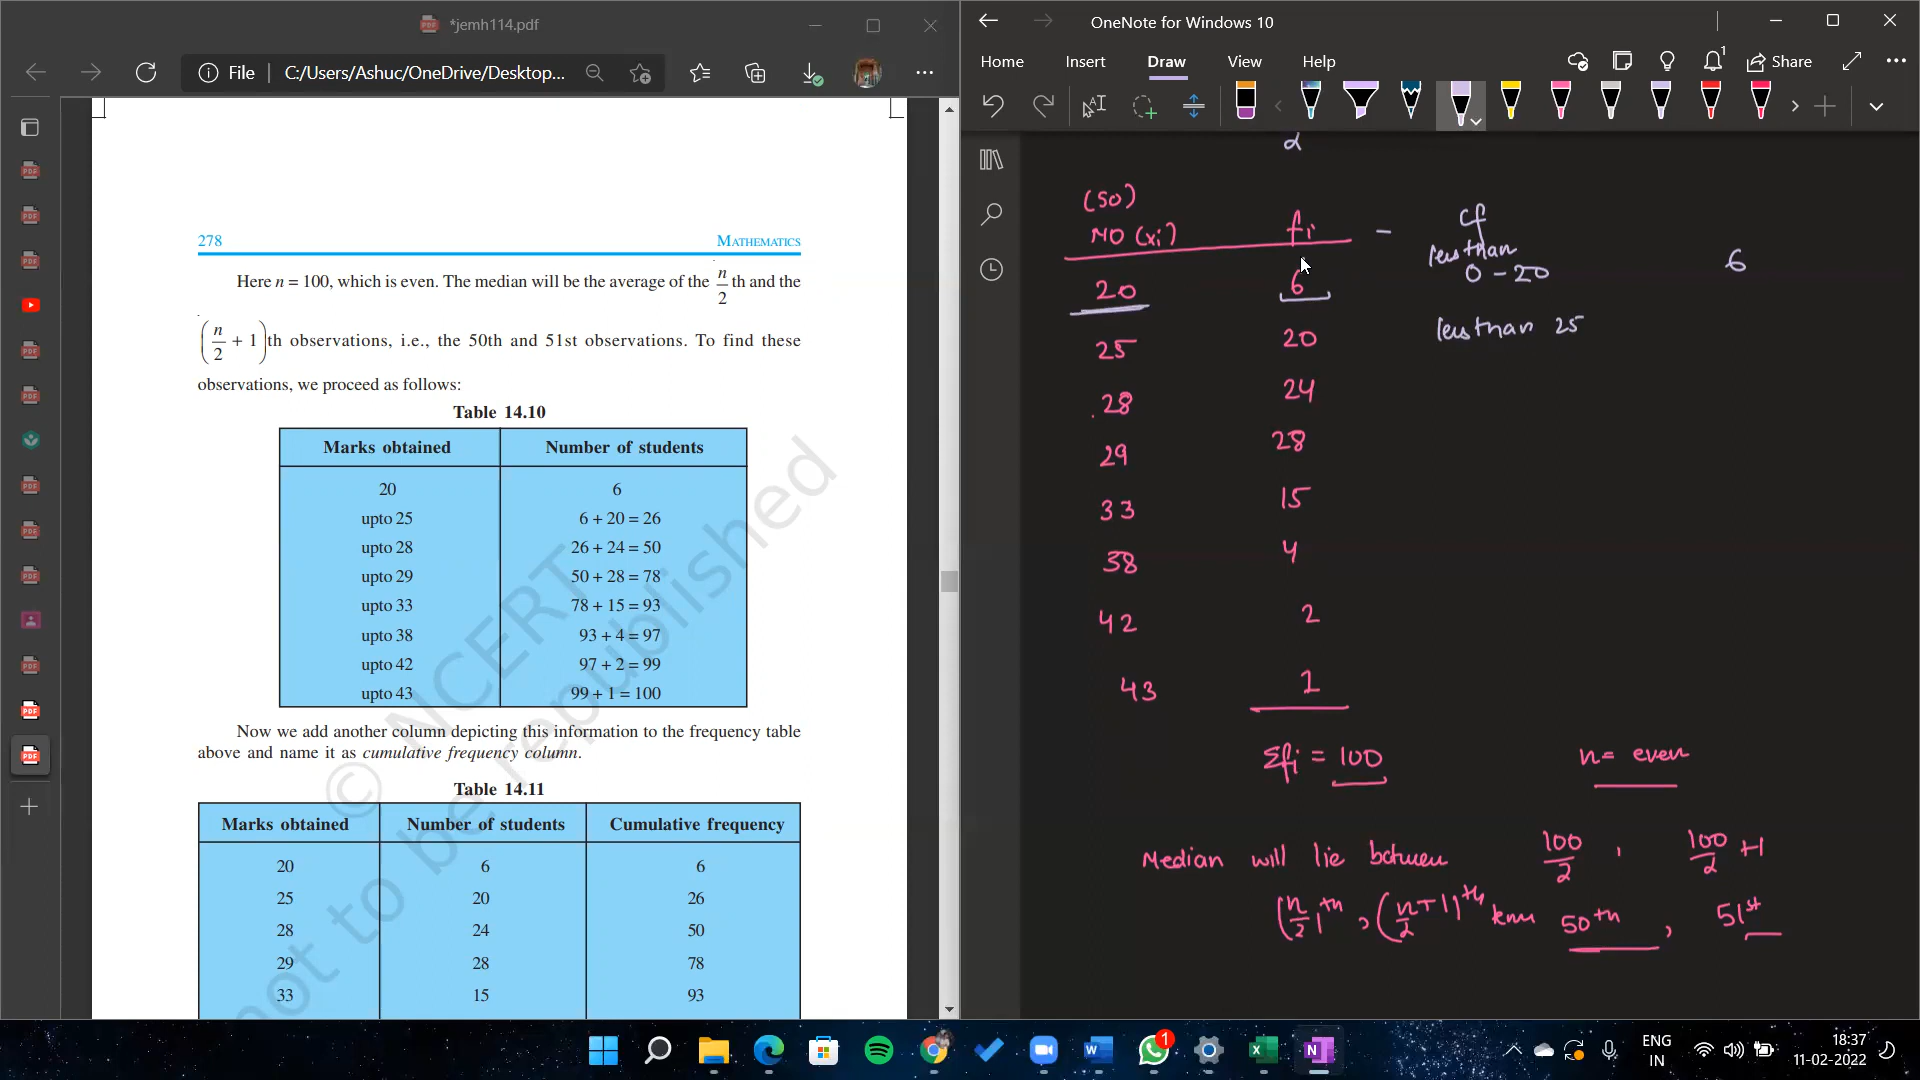 *jemh114.pdf
File
C:/Users/Ashuc/OneDrive/Desktop...
278
MATHEMATICS
Here n = 100, which is even. The median will be the average of the n/2 th and the
(n/2 + 1)th observations, i.e., the 50th and 51st observations. To find these
observations, we proceed as follows:
Table 14.10
Marks obtained Number of students
20 6
upto 25 6 + 20 = 26
upto 28 26 + 24 = 50
upto 29 50 + 28 = 78
upto 33 78 + 15 = 93
upto 38 93 + 4 = 97
upto 42 97 + 2 = 99
upto 43 99 + 1 = 100
Now we add another column depicting this information to the frequency table
above and name it as cumulative frequency column.
Table 14.11
Marks obtained Number of students Cumulative frequency
20 6 6
25 20 26
28 24 50
29 28 78
33 15 93
© NCERT
not to be republished
OneNote for Windows 10
Home Insert Draw View Help
1
Share
2
(50)
MO (xi) fi - cf
less than
0 - 20 6
20 6
less than 25
25 20
28 24
29 28
33 15
38 4
42 2
43 1
Σfi = 100 n = even
Median will lie between 100/2 , 100/2 +1
(n/2)th , (n/2+1)th term 50th , 51st
1
ENG
IN
18:37
11-02-2022